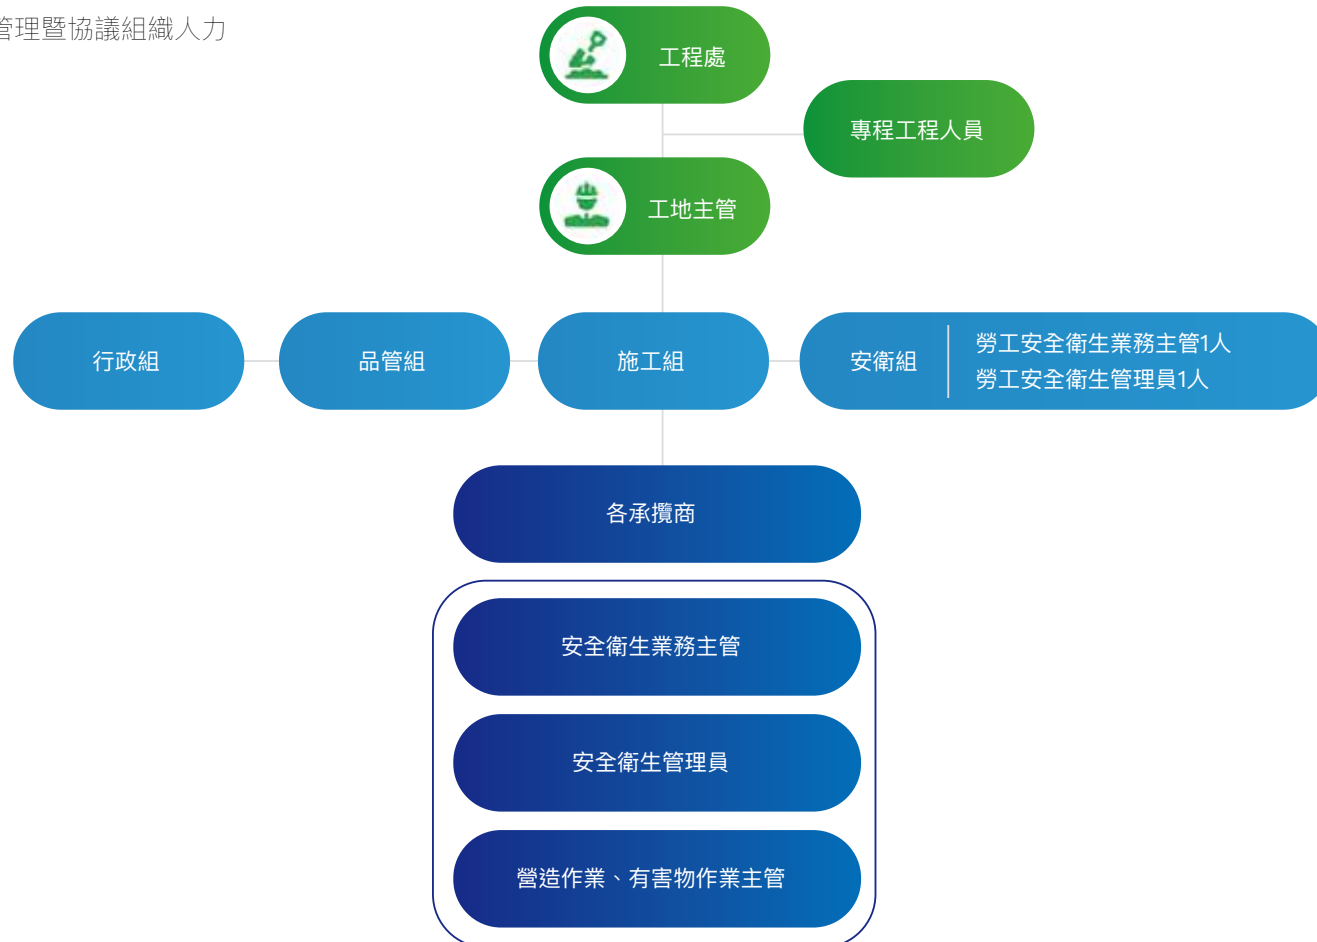 管理暨協議組織人力
工程處
專程工程人員
工地主管
行政組
品管組
施工組
安衛組
勞工安全衛生業務主管1人
勞工安全衛生管理員1人
各承攬商
安全衛生業務主管
安全衛生管理員
營造作業、有害物作業主管